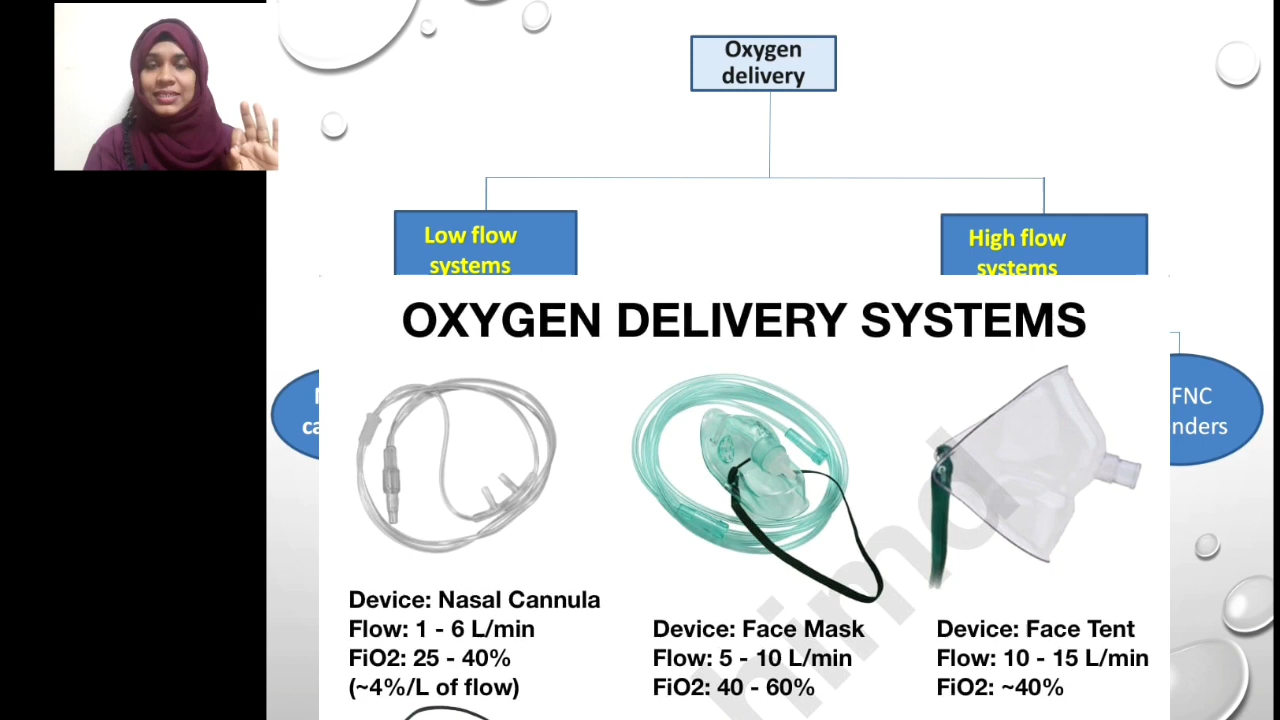 Oxygen
delivery
Low flow
systems
High flow
systems
OXYGEN DELIVERY SYSTEMS
ca
FNC
nders
Device: Nasal Cannula
Flow: 1 - 6 L/min
FiO2: 25 - 40%
(~4%/L of flow)
Device: Face Mask
Flow: 5 - 10 L/min
FiO2: 40 - 60%
Device: Face Tent
Flow: 10 - 15 L/min
FiO2: ~40%
himd